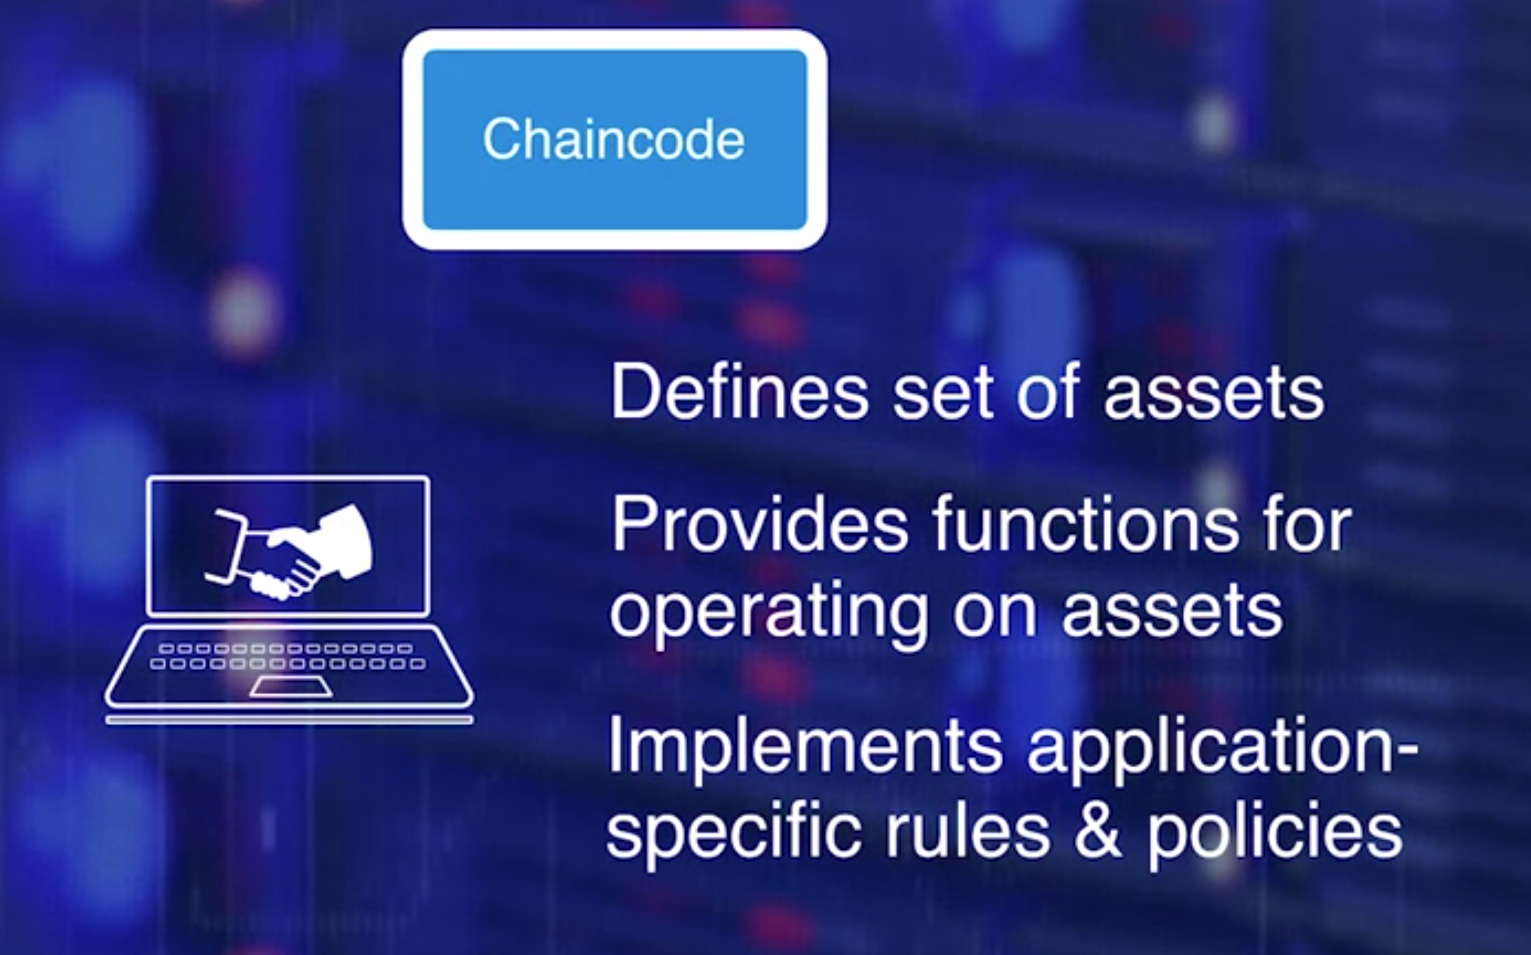 Chaincode
Defines set of assets
Provides functions for
operating on assets
Implements application-
specific rules & policies